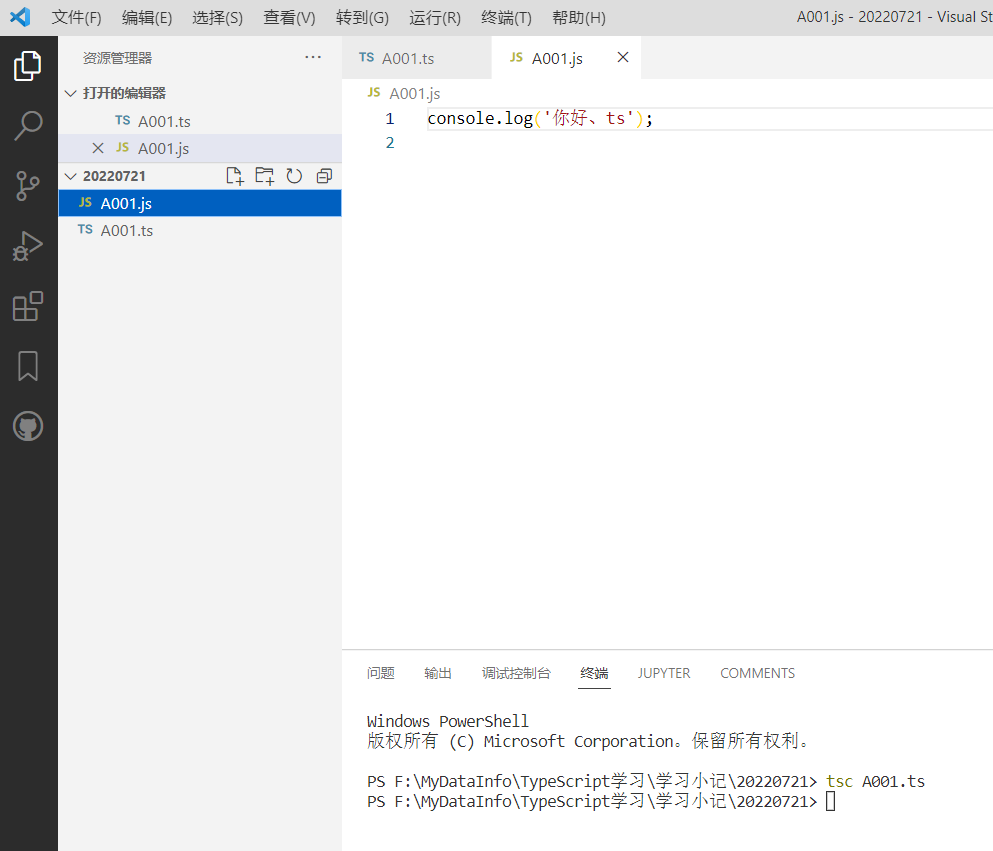 文件(F) 编辑(E) 选择(S) 查看(V) 转到(G) 运行(R) 终端(T) 帮助(H) A001.js - 20220721 - Visual St
资源管理器 ···
打开的编辑器
TS A001.ts
JS A001.js
20220721
JS A001.js
TS A001.ts
TS A001.ts JS A001.js
JS A001.js
1 console.log('你好、ts');
2
问题 输出 调试控制台 终端 JUPYTER COMMENTS
Windows PowerShell
版权所有 (C) Microsoft Corporation。保留所有权利。
PS F:\MyDataInfo\TypeScript学习\学习小记\20220721> tsc A001.ts
PS F:\MyDataInfo\TypeScript学习\学习小记\20220721>